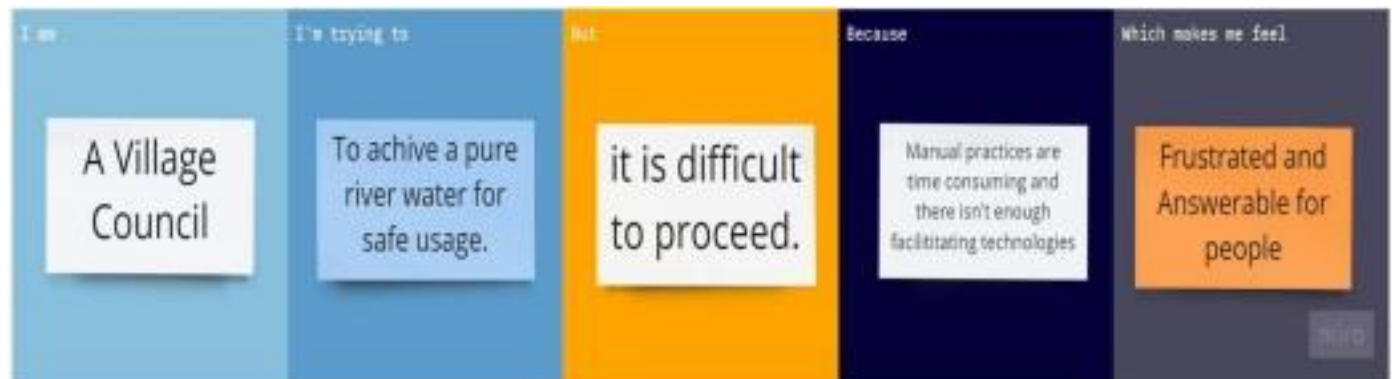 I am
I'm trying to
But
Because
Which makes me feel
A Village
Council
To achive a pure
river water for
safe usage.
it is difficult
to proceed.
Manual practices are
time consuming and
there isn't enough
facilititating technologies
Frustrated and
Answerable for
people
miro